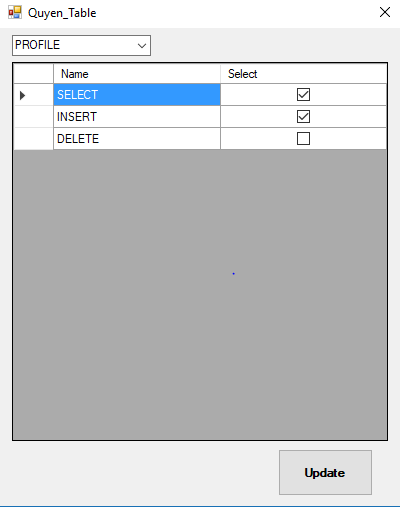 Quyen_Table
PROFILE
Name Select
SELECT
INSERT
DELETE
Update